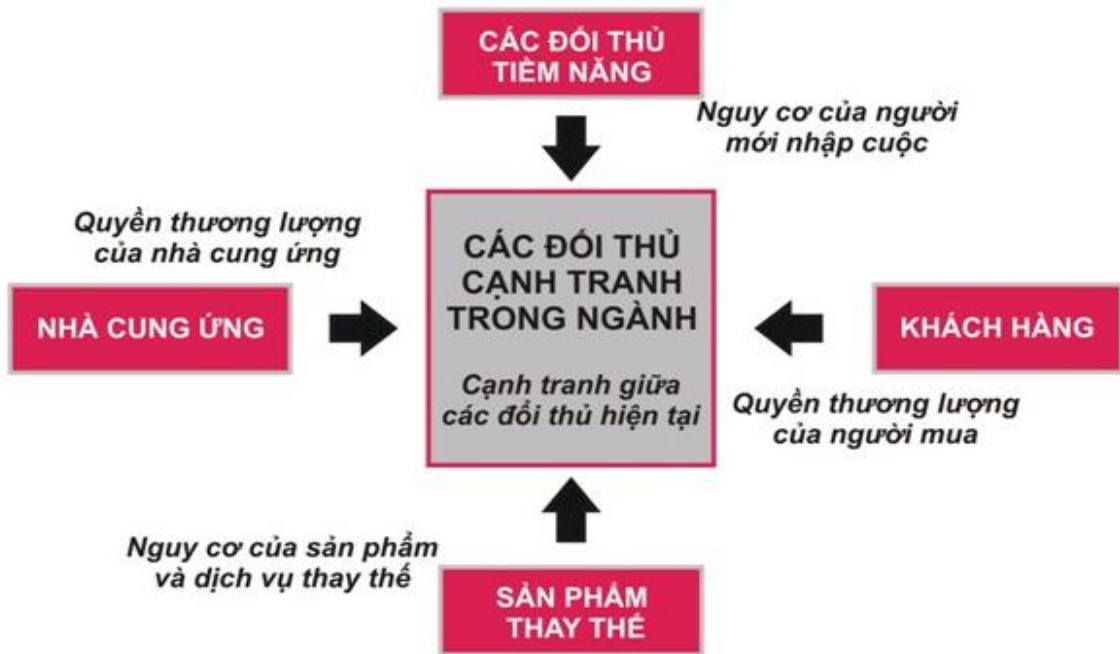 CÁC ĐỐI THỦ
TIỀM NĂNG
Nguy cơ của người
mới nhập cuộc
Quyền thương lượng
của nhà cung ứng
NHÀ CUNG ỨNG
CÁC ĐỐI THỦ
CẠNH TRANH
TRONG NGÀNH
Cạnh tranh giữa
các đối thủ hiện tại
KHÁCH HÀNG
Quyền thương lượng
của người mua
Nguy cơ của sản phẩm
và dịch vụ thay thế
SẢN PHẨM
THAY THẾ